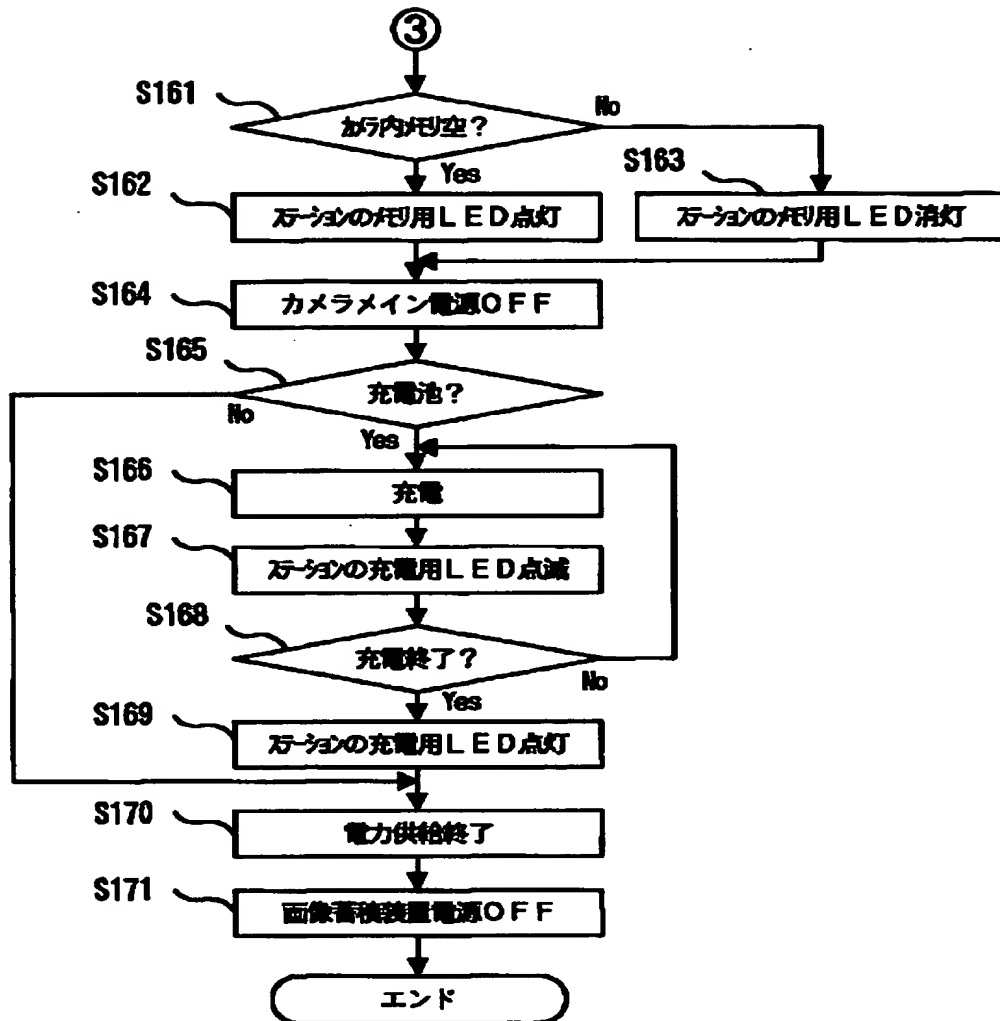 ③
S161
カメラ内メモリ空？
No
Yes
S163
S162
ステーションのメモリ用ＬＥＤ点灯
ステーションのメモリ用ＬＥＤ消灯
S164
カメラメイン電源ＯＦＦ
S165
充電池？
No
Yes
S166
充電
S167
ステーションの充電用ＬＥＤ点滅
S168
充電終了？
No
Yes
S169
ステーションの充電用ＬＥＤ点灯
S170
電力供給終了
S171
画像蓄積装置電源ＯＦＦ
エンド